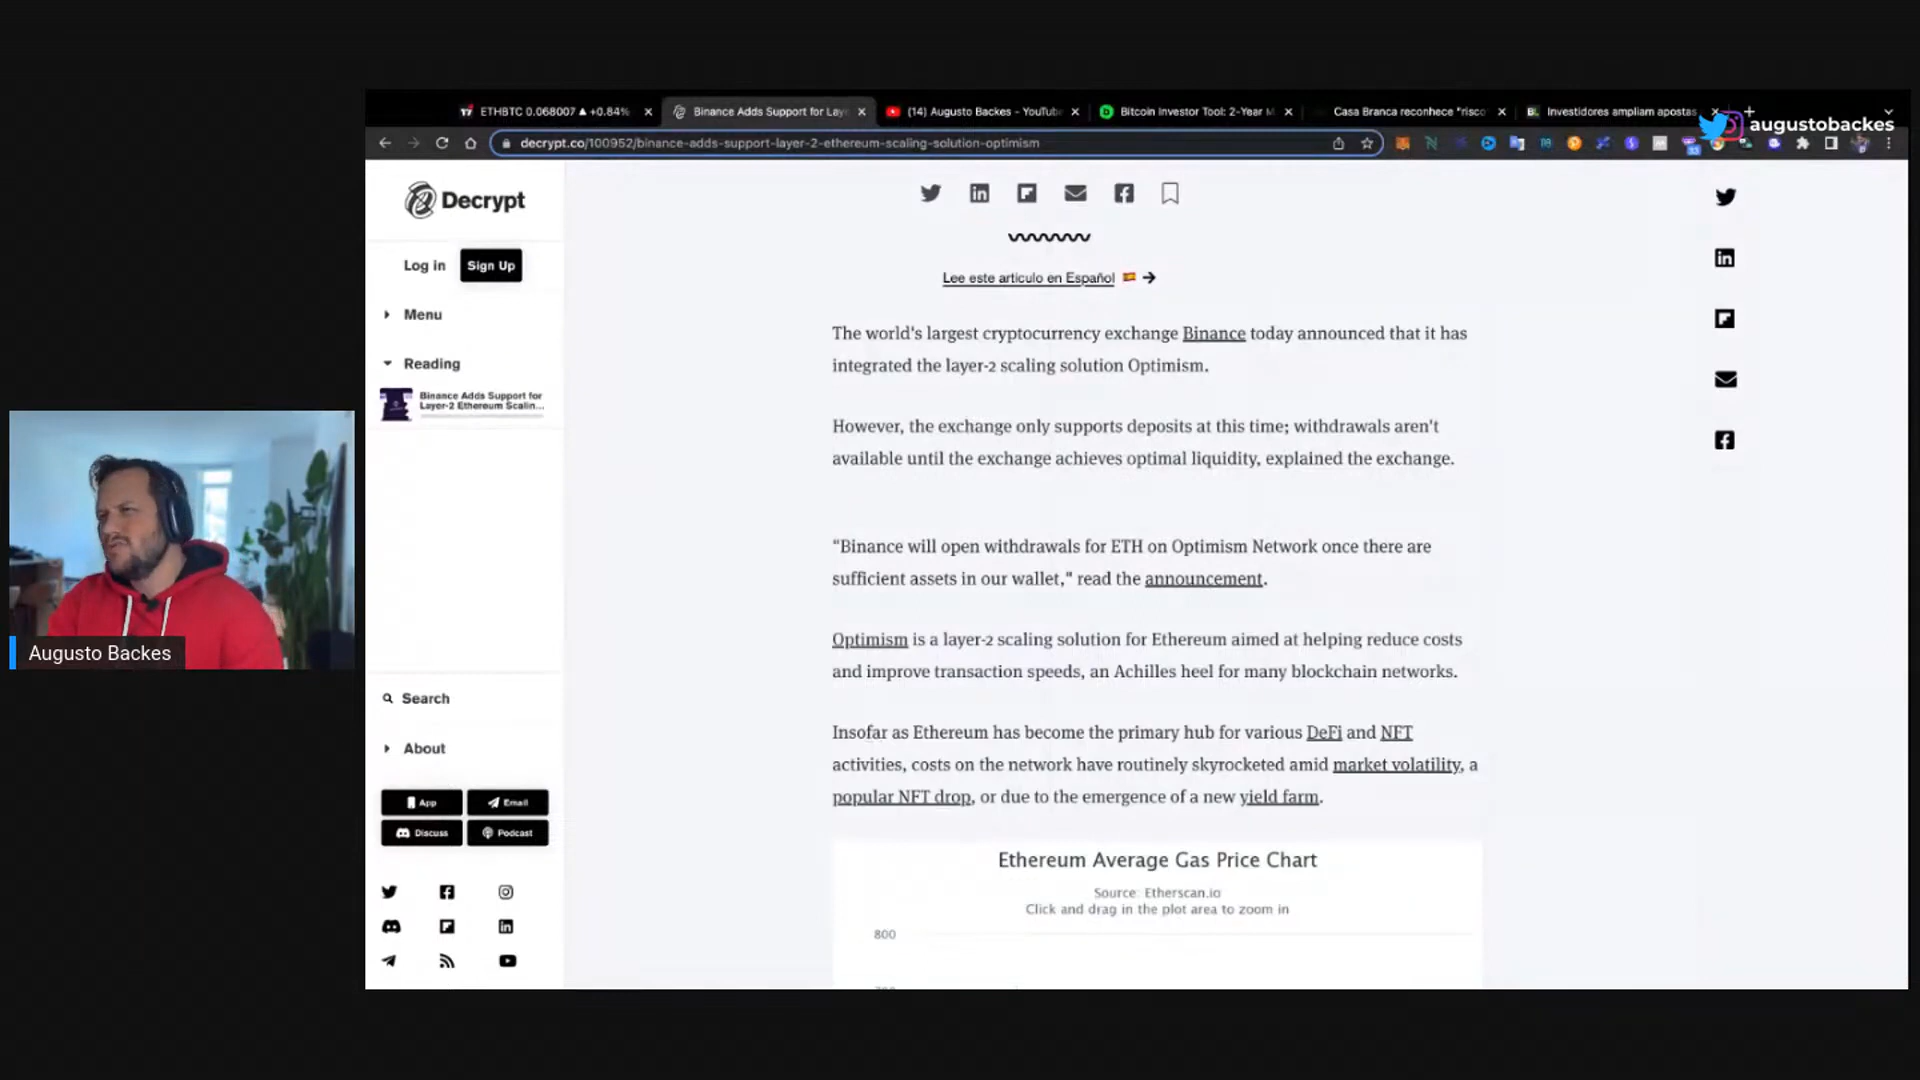 ETHBTC 0.068007 ▲ +0.84%
Binance Adds Support for Lay
(14) Augusto Backes - YouTube
Bitcoin Investor Tool: 2-Year M
Casa Branca reconhece "risco
Investidores ampliam apostas
augustobackes
decrypt.co/100952/binance-adds-support-layer-2-ethereum-scaling-solution-optimism
Decrypt
Log in
Sign Up
Menu
Reading
Binance Adds Support for
Layer-2 Ethereum Scalin...
Search
About
App
Email
Discuss
Podcast
Lee este articulo en Español →
The world's largest cryptocurrency exchange Binance today announced that it has
integrated the layer-2 scaling solution Optimism.
However, the exchange only supports deposits at this time; withdrawals aren't
available until the exchange achieves optimal liquidity, explained the exchange.
"Binance will open withdrawals for ETH on Optimism Network once there are
sufficient assets in our wallet," read the announcement.
Optimism is a layer-2 scaling solution for Ethereum aimed at helping reduce costs
and improve transaction speeds, an Achilles heel for many blockchain networks.
Insofar as Ethereum has become the primary hub for various DeFi and NFT
activities, costs on the network have routinely skyrocketed amid market volatility, a
popular NFT drop, or due to the emergence of a new yield farm.
Ethereum Average Gas Price Chart
Source: Etherscan.io
Click and drag in the plot area to zoom in
800
Augusto Backes